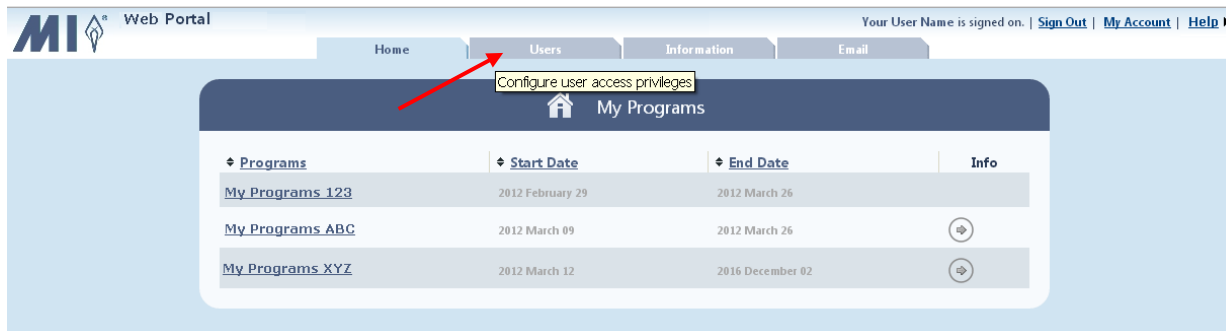 MI® Web Portal
Your User Name is signed on. | Sign Out | My Account | Help
Home Users Information Email
Configure user access privileges
My Programs
Programs Start Date End Date Info
My Programs 123 2012 February 29 2012 March 26
My Programs ABC 2012 March 09 2012 March 26
My Programs XYZ 2012 March 12 2016 December 02